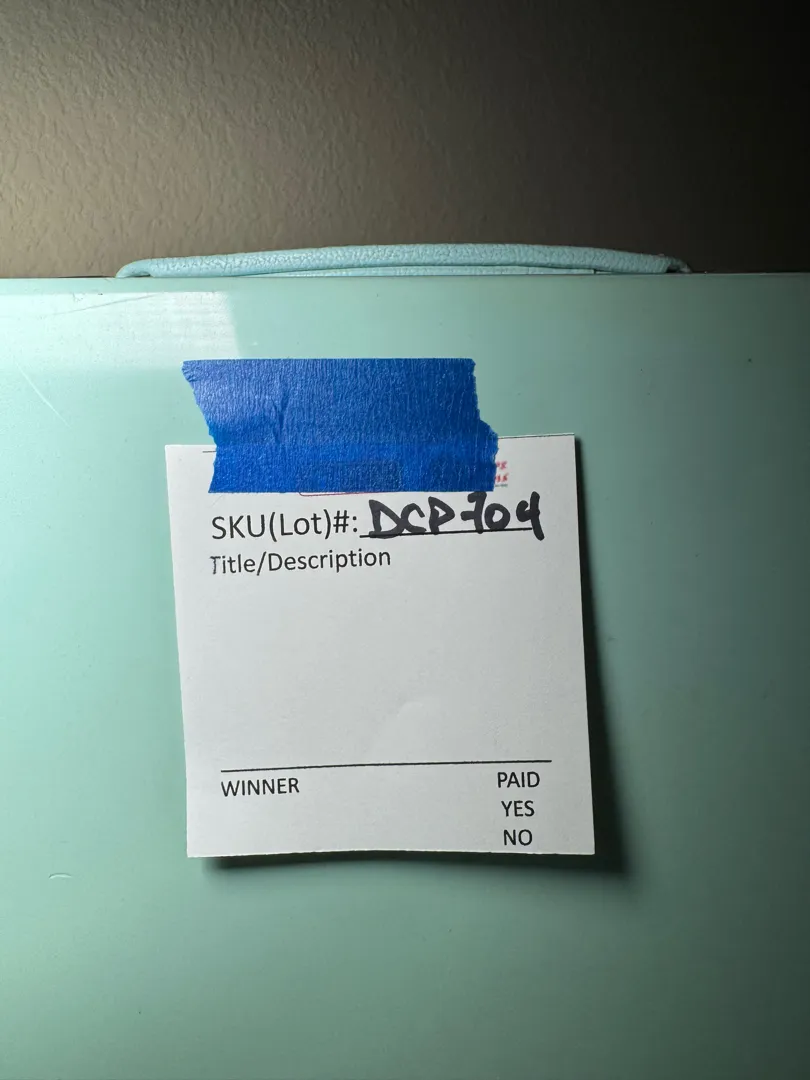 SKU(Lot)#: DCP-704
Title/Description
WINNER
PAID
YES
NO